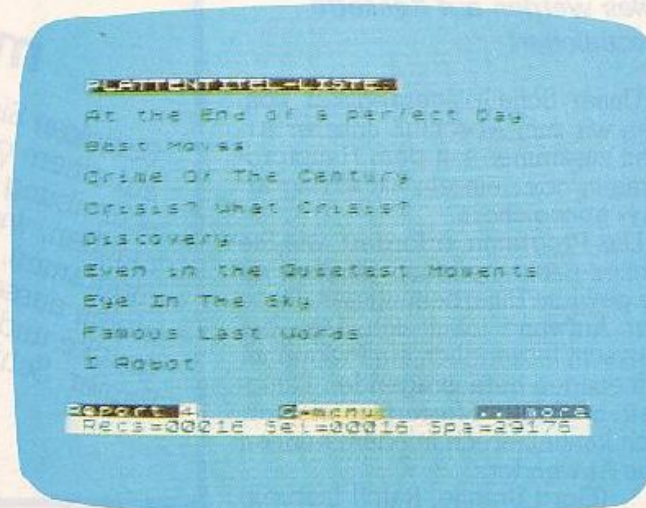 PLATTENTITEL-LISTE:
At the End of a perfect Day
Best Moves
Crime Of The Century
Crisis? What Crisis?
Discovery
Even in the Quietest Moments
Eye In The Sky
Famous Last Words
I Robot
Report 4 C-menu .. more
Recs=00016 Sel=00016 Spa=29176